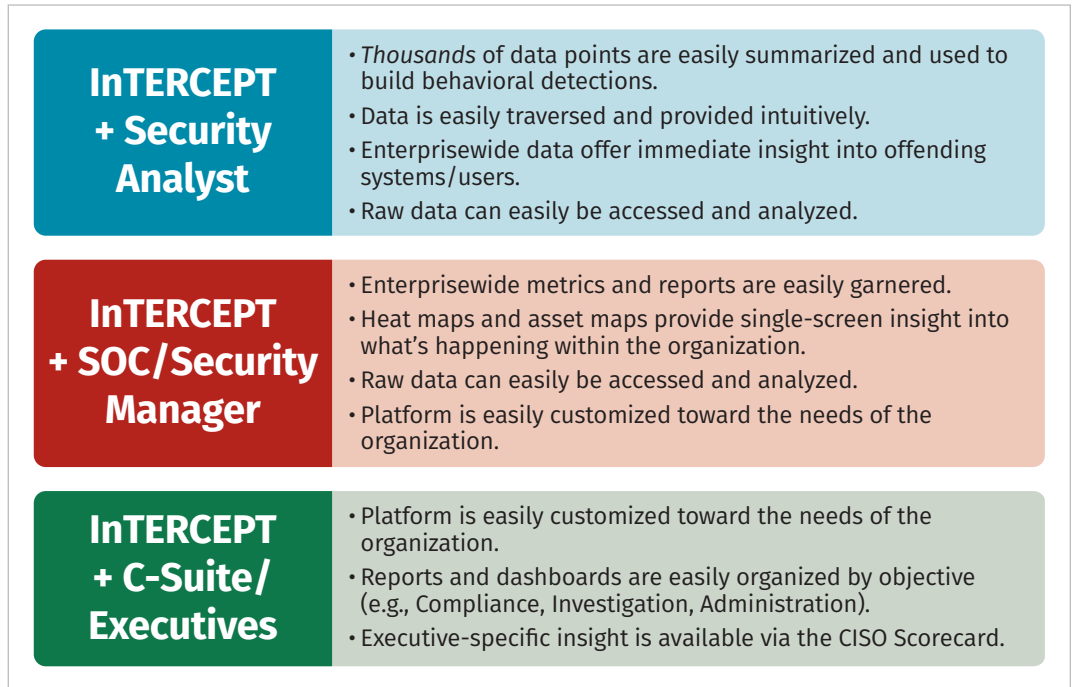 InTERCEPT
+ Security
Analyst
• Thousands of data points are easily summarized and used to
build behavioral detections.
• Data is easily traversed and provided intuitively.
• Enterprisewide data offer immediate insight into offending
systems/users.
• Raw data can easily be accessed and analyzed.
InTERCEPT
+ SOC/Security
Manager
• Enterprisewide metrics and reports are easily garnered.
• Heat maps and asset maps provide single-screen insight into
what's happening within the organization.
• Raw data can easily be accessed and analyzed.
• Platform is easily customized toward the needs of the
organization.
InTERCEPT
+ C-Suite/
Executives
• Platform is easily customized toward the needs of the
organization.
• Reports and dashboards are easily organized by objective
(e.g., Compliance, Investigation, Administration).
• Executive-specific insight is available via the CISO Scorecard.